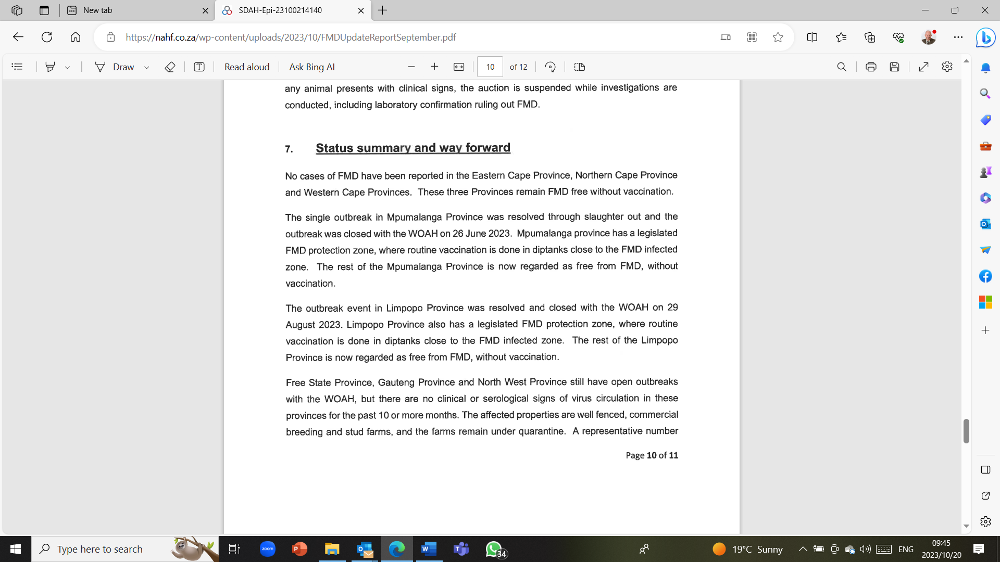 New tab
SDAH-Epi-23100214140
https://nahf.co.za/wp-content/uploads/2023/10/FMDUpdateReportSeptember.pdf
Draw
Read aloud
Ask Bing AI
10 of 12
any animal presents with clinical signs, the auction is suspended while investigations are
conducted, including laboratory confirmation ruling out FMD.
7. Status summary and way forward
No cases of FMD have been reported in the Eastern Cape Province, Northern Cape Province
and Western Cape Provinces. These three Provinces remain FMD free without vaccination.
The single outbreak in Mpumalanga Province was resolved through slaughter out and the
outbreak was closed with the WOAH on 26 June 2023. Mpumalanga province has a legislated
FMD protection zone, where routine vaccination is done in diptanks close to the FMD infected
zone. The rest of the Mpumalanga Province is now regarded as free from FMD, without
vaccination.
The outbreak event in Limpopo Province was resolved and closed with the WOAH on 29
August 2023. Limpopo Province also has a legislated FMD protection zone, where routine
vaccination is done in diptanks close to the FMD infected zone. The rest of the Limpopo
Province is now regarded as free from FMD, without vaccination.
Free State Province, Gauteng Province and North West Province still have open outbreaks
with the WOAH, but there are no clinical or serological signs of virus circulation in these
provinces for the past 10 or more months. The affected properties are well fenced, commercial
breeding and stud farms, and the farms remain under quarantine. A representative number
Page 10 of 11
Type here to search
zoom
34
19°C Sunny
ENG
09:45
2023/10/20